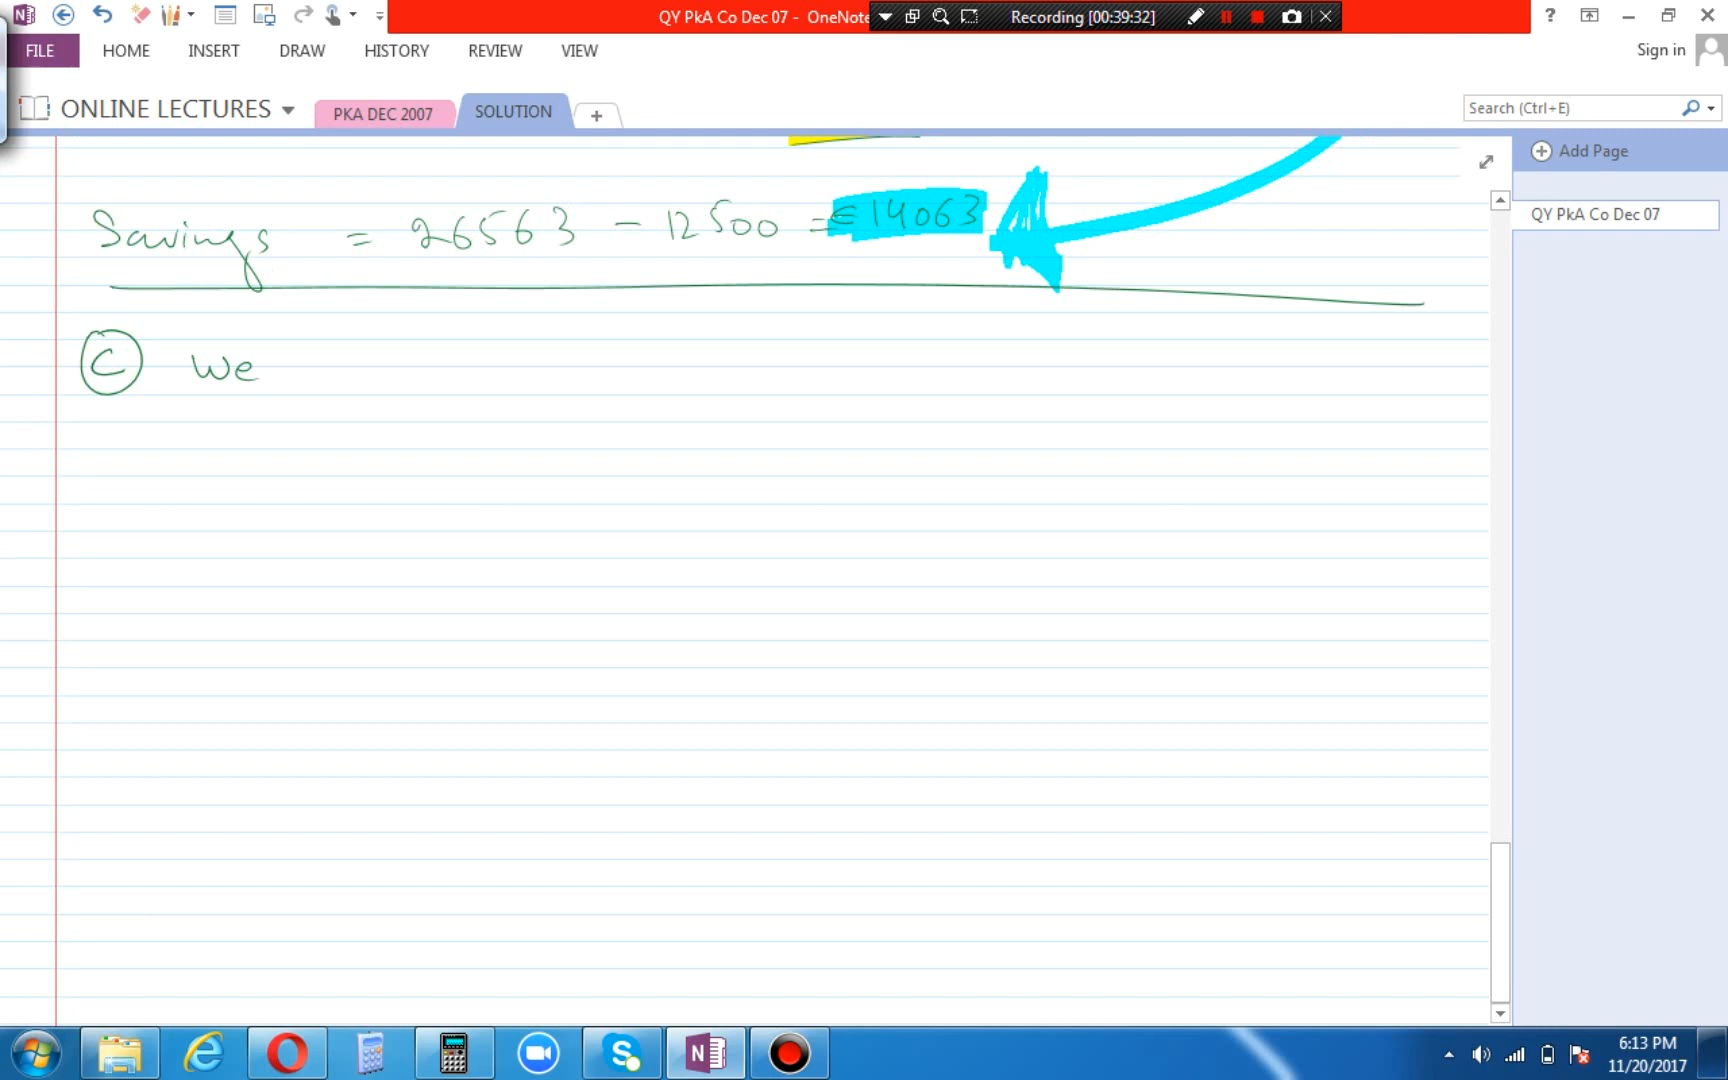 QY PkA Co Dec 07 - OneNote
Recording [00:39:32]
?
FILE HOME INSERT DRAW HISTORY REVIEW VIEW
Sign in
ONLINE LECTURES PKA DEC 2007 SOLUTION +
Search (Ctrl+E)
Add Page
QY PkA Co Dec 07
Savings = 26563 - 12500 = €14063
C We
6:13 PM
11/20/2017